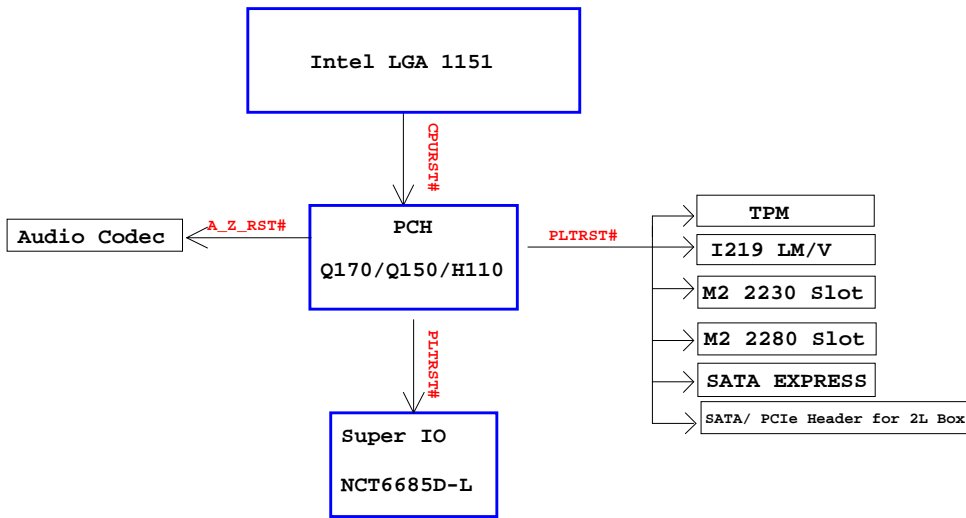 Intel LGA 1151
CPURST#
Audio Codec
A_Z_RST#
PCH
Q170/Q150/H110
PLTRST#
TPM
I219 LM/V
M2 2230 Slot
M2 2280 Slot
SATA EXPRESS
SATA/ PCIe Header for 2L Box
PLTRST#
Super IO
NCT6685D-L